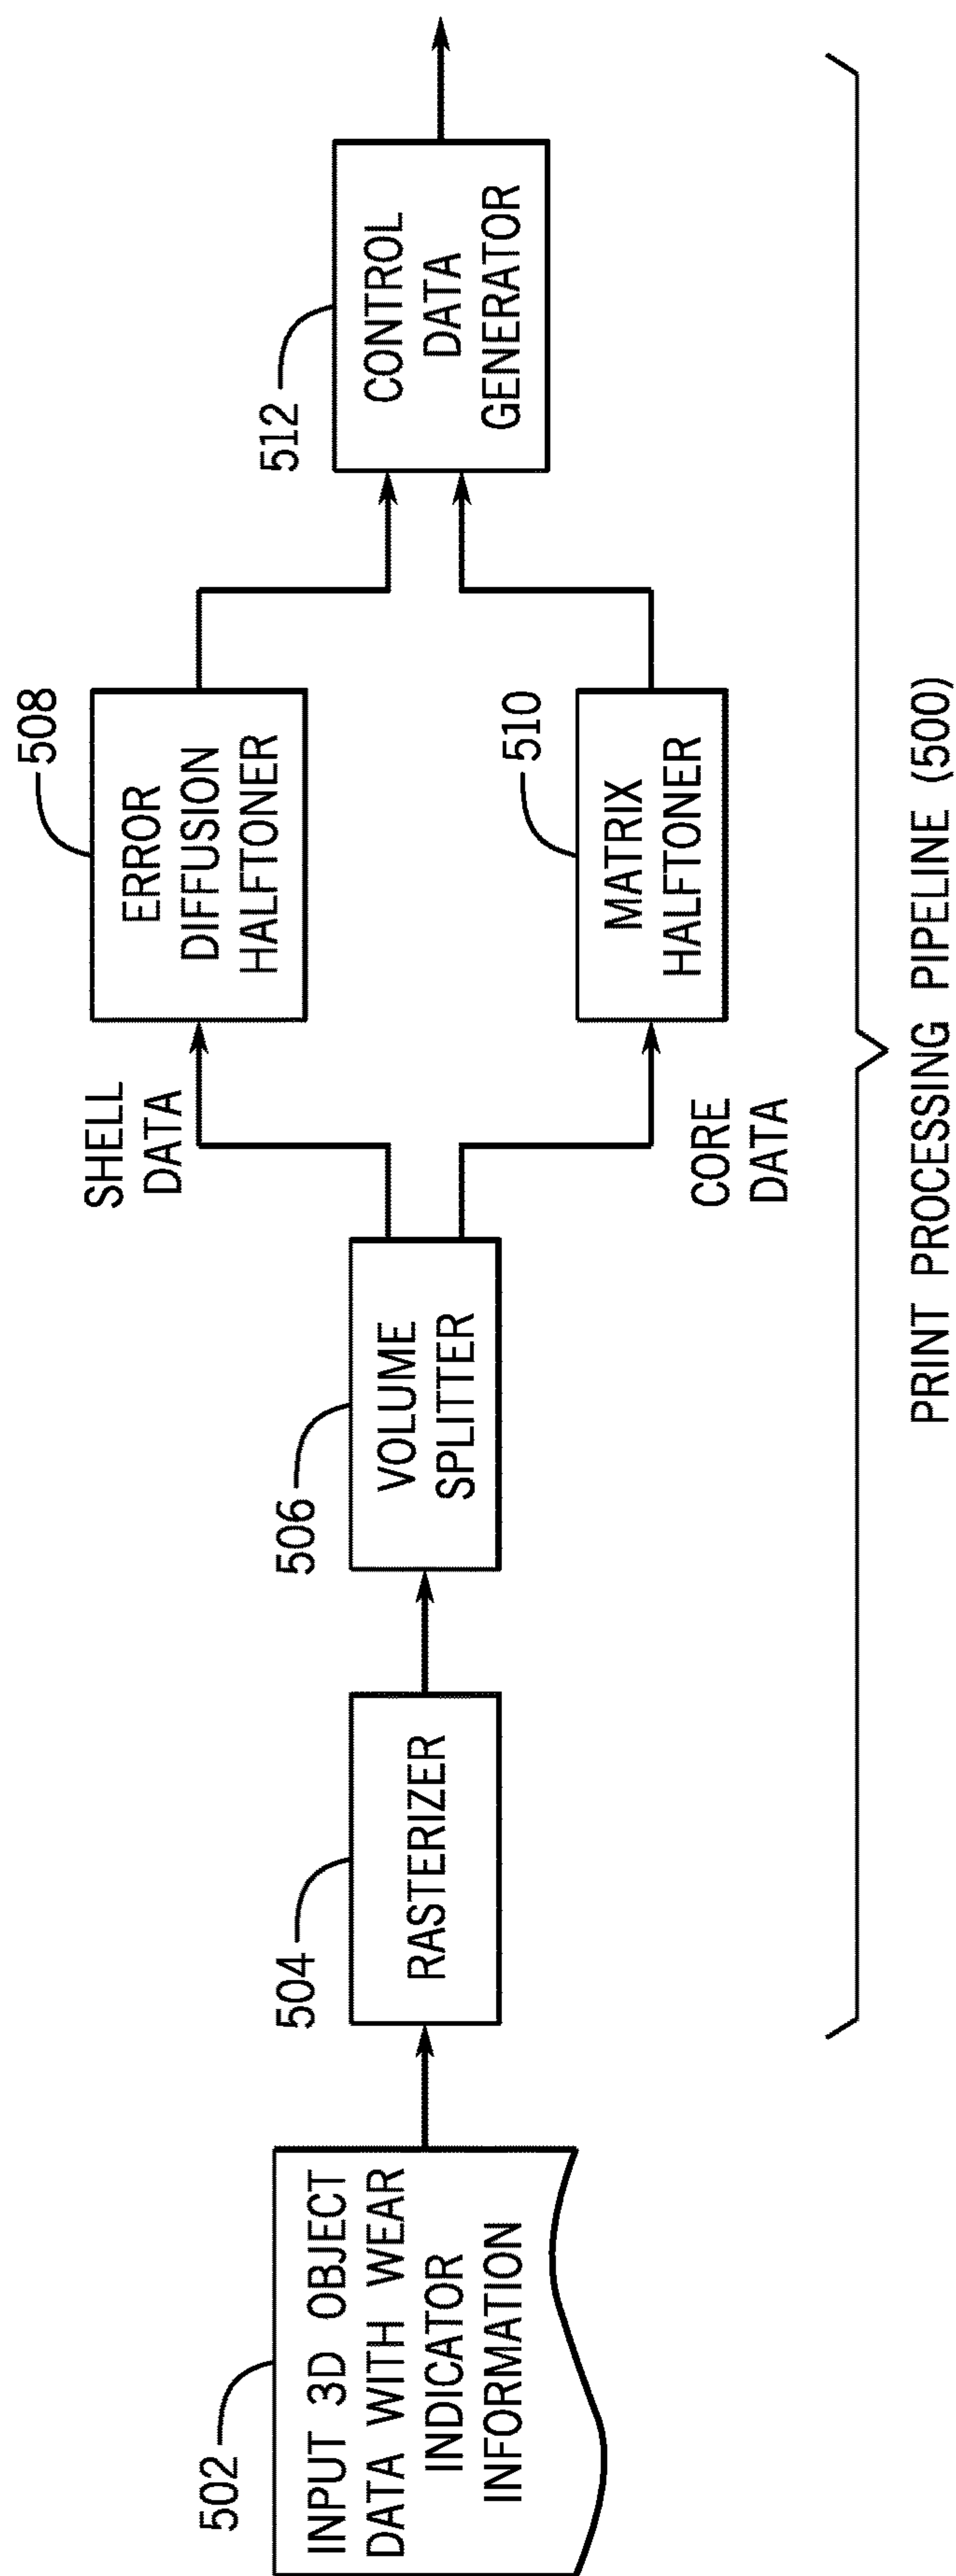 502
INPUT 3D OBJECT
DATA WITH WEAR
INDICATOR
INFORMATION
504
RASTERIZER
506
VOLUME
SPLITTER
SHELL
DATA
CORE
DATA
508
ERROR
DIFFUSION
HALFTONER
510
MATRIX
HALFTONER
512
CONTROL
DATA
GENERATOR
PRINT PROCESSING PIPELINE (500)